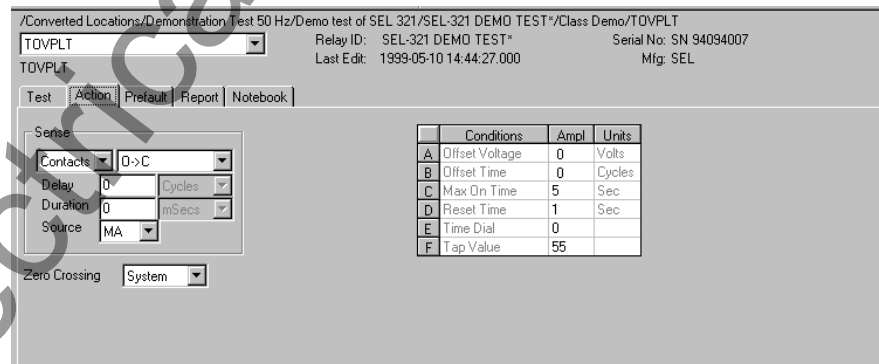 /Converted Locations/Demonstration Test 50 Hz/Demo test of SEL 321/SEL-321 DEMO TEST*/Class Demo/TOVPLT
TOVPLT Relay ID: SEL-321 DEMO TEST* Serial No: SN 94094007
Last Edit: 1999-05-10 14:44:27.000 Mfg: SEL
TOVPLT
Test Action Prefault Report Notebook
Sense
Contacts O->C
Delay 0 Cycles
Duration 0 mSecs
Source MA
Zero Crossing System
Conditions Ampl Units
A Offset Voltage 0 Volts
B Offset Time 0 Cycles
C Max On Time 5 Sec
D Reset Time 1 Sec
E Time Dial 0
F Tap Value 55
ectrica